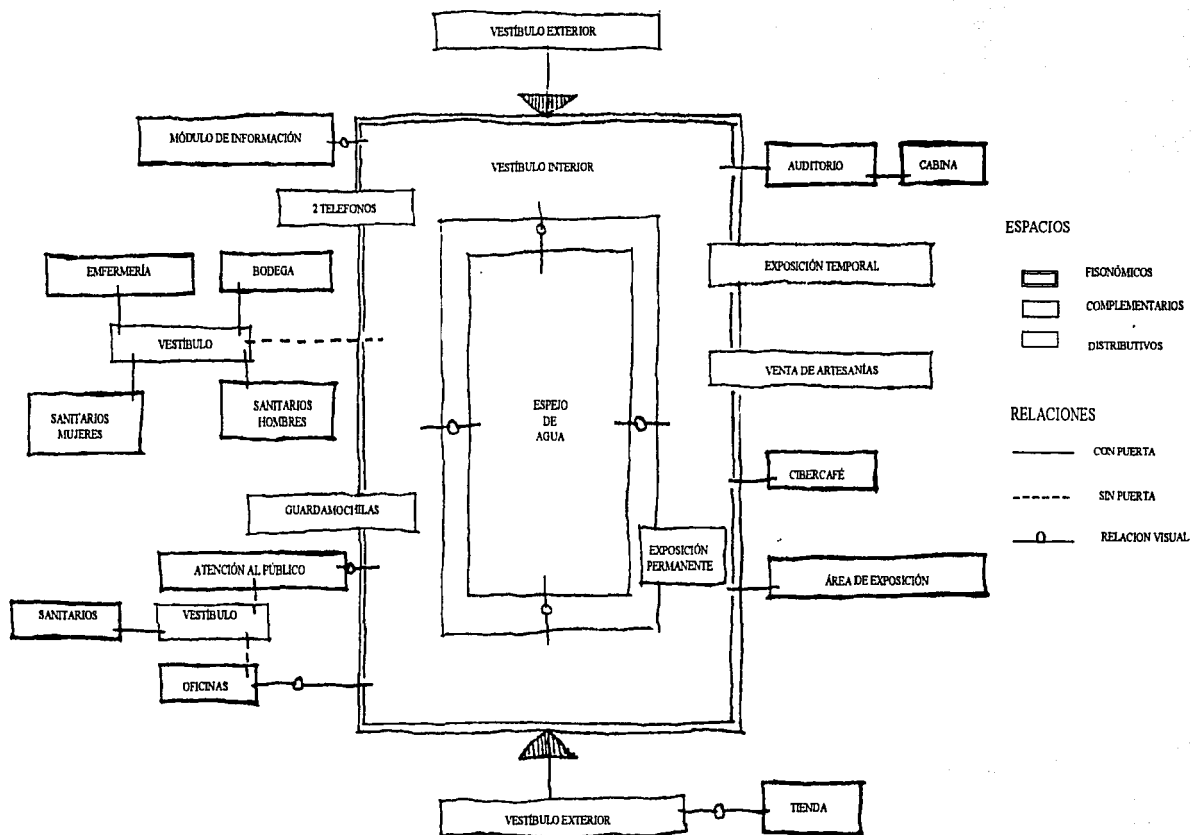 VESTÍBULO EXTERIOR
MÓDULO DE INFORMACIÓN
VESTÍBULO INTERIOR
AUDITORIO
CABINA
2 TELEFONOS
ESPACIOS
EMFERMERÍA
BODEGA
EXPOSICIÓN TEMPORAL
FISONÓMICOS
COMPLEMENTARIOS
DISTRIBUTIVOS
VESTÍBULO
VENTA DE ARTESANÍAS
SANITARIOS
MUJERES
SANITARIOS
HOMBRES
ESPEJO
DE
AGUA
RELACIONES
CON PUERTA
CIBERCAFÉ
SIN PUERTA
GUARDAMOCHILAS
RELACION VISUAL
ATENCIÓN AL PÚBLICO
EXPOSICIÓN
PERMANENTE
ÁREA DE EXPOSICIÓN
SANITARIOS
VESTÍBULO
OFICINAS
VESTÍBULO EXTERIOR
TIENDA